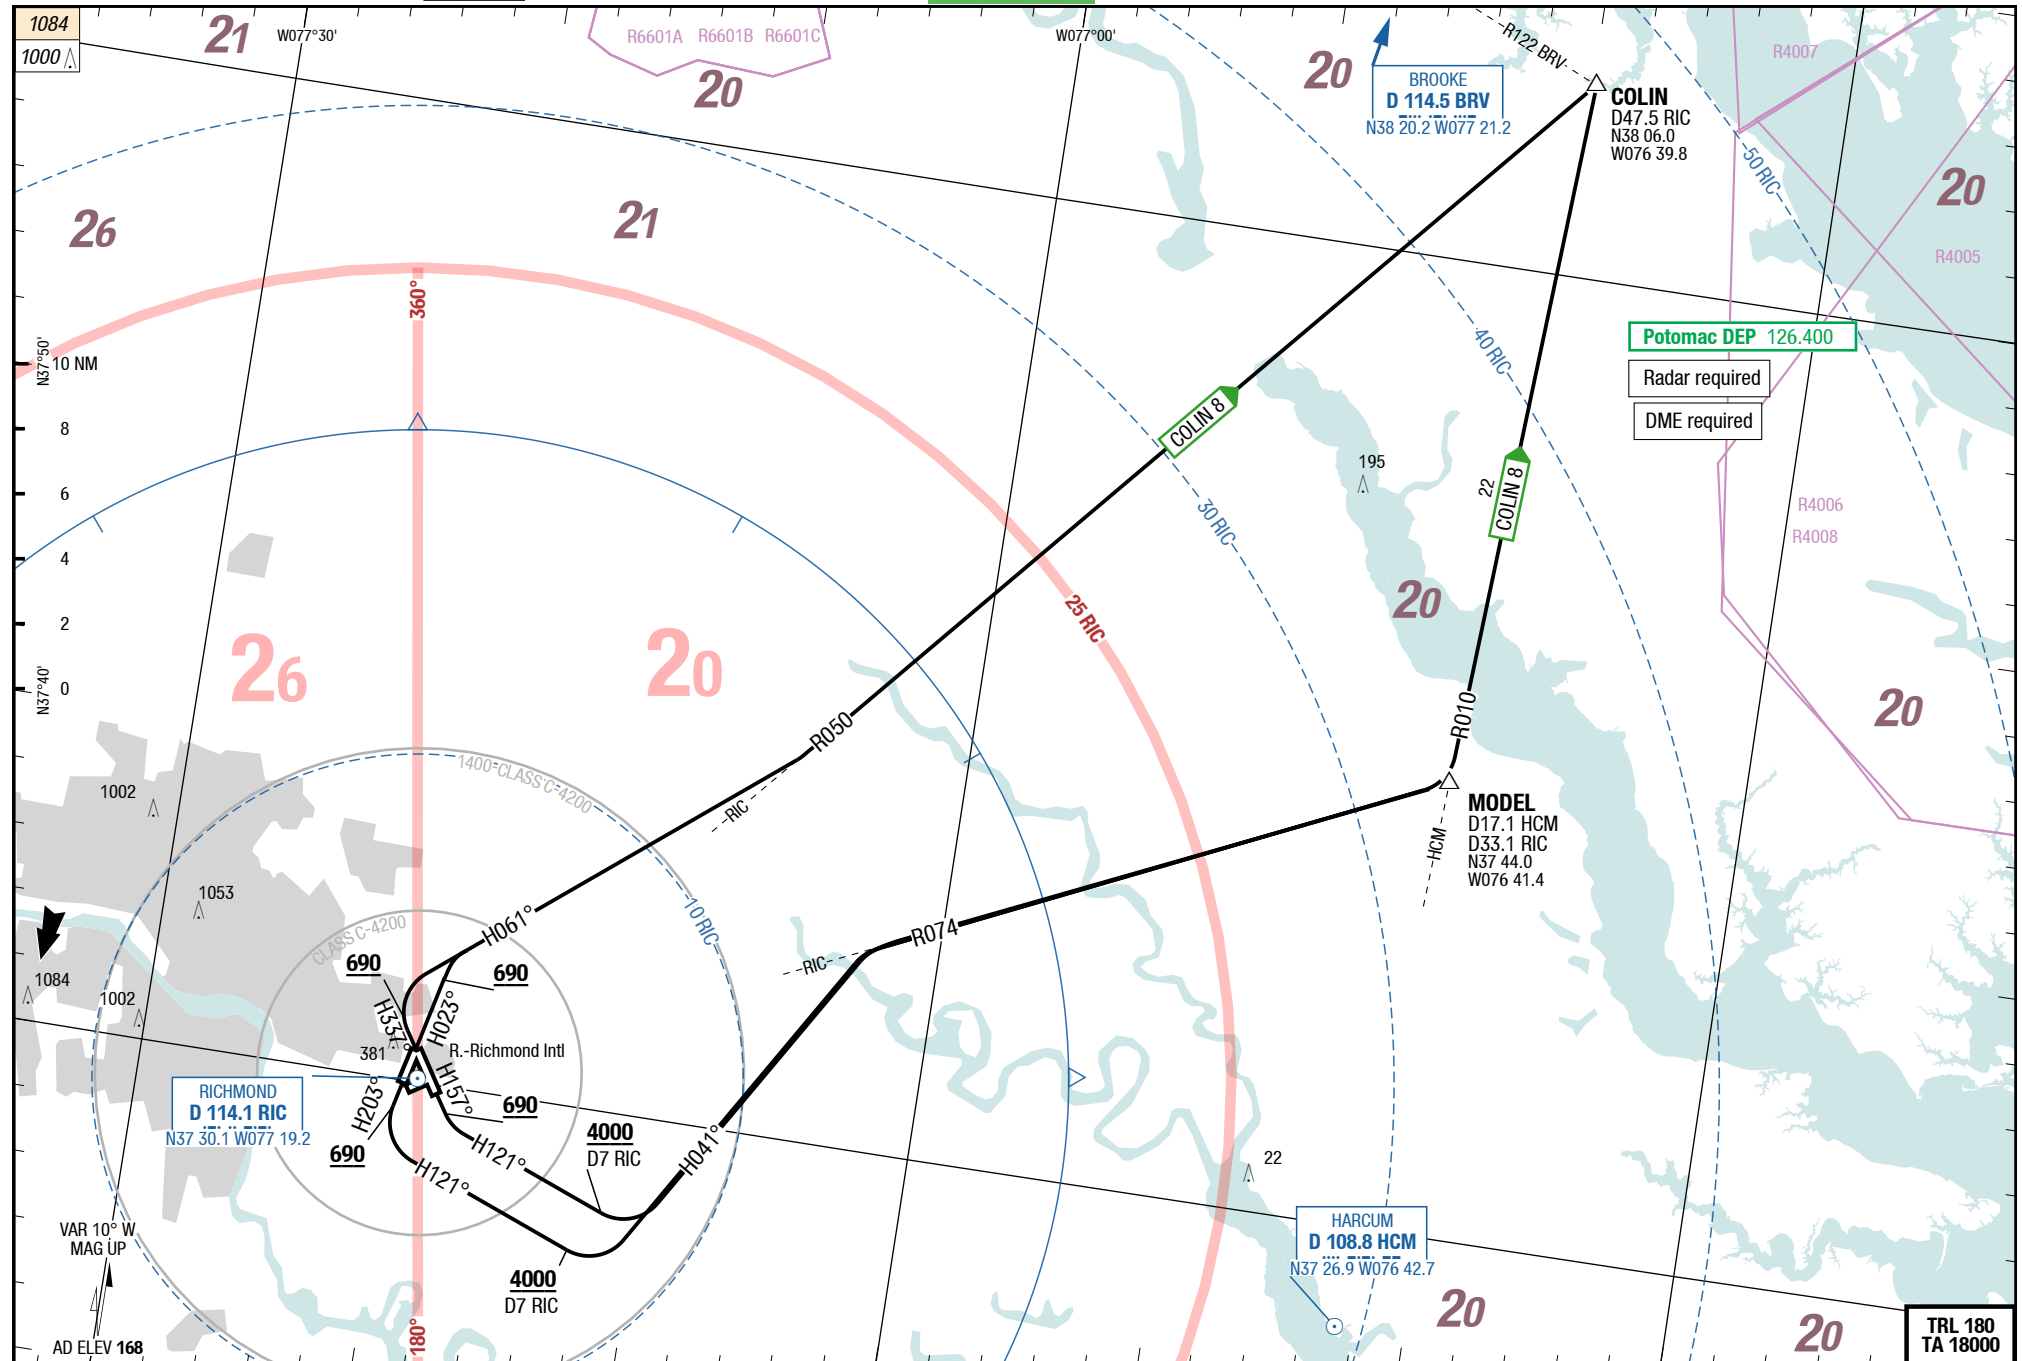 1084
1000
21
W077°30'
R6601A R6601B R6601C
20
W077°00'
20
R122 BRV
BROOKE
D 114.5 BRV
N38 20.2 W077 21.2
COLIN
D47.5 RIC
N38 06.0
W076 39.8
R4007
50 RIC
20
R4005
26
21
360°
N37°50'
10 NM
8
6
4
2
0
N37°40'
40 RIC
Potomac DEP 126.400
Radar required
DME required
COLIN 8
195
22
COLIN 8
30 RIC
R4006
R4008
20
25 RIC
26
20
R050
R010
20
1400-CLASS C-4200
RIC
MODEL
D17.1 HCM
D33.1 RIC
N37 44.0
W076 41.4
HCM
1002
1053
CLASS C-4200
H061°
10 RIC
R074
RIC
690
690
1084
1002
H337°
H023°
381
R.-Richmond Intl
RICHMOND
D 114.1 RIC
N37 30.1 W077 19.2
H203°
H157°
690
690
H121°
H121°
4000
D7 RIC
H041°
4000
D7 RIC
22
HARCUM
D 108.8 HCM
N37 26.9 W076 42.7
VAR 10° W
MAG UP
AD ELEV 168
180°
20
20
TRL 180
TA 18000